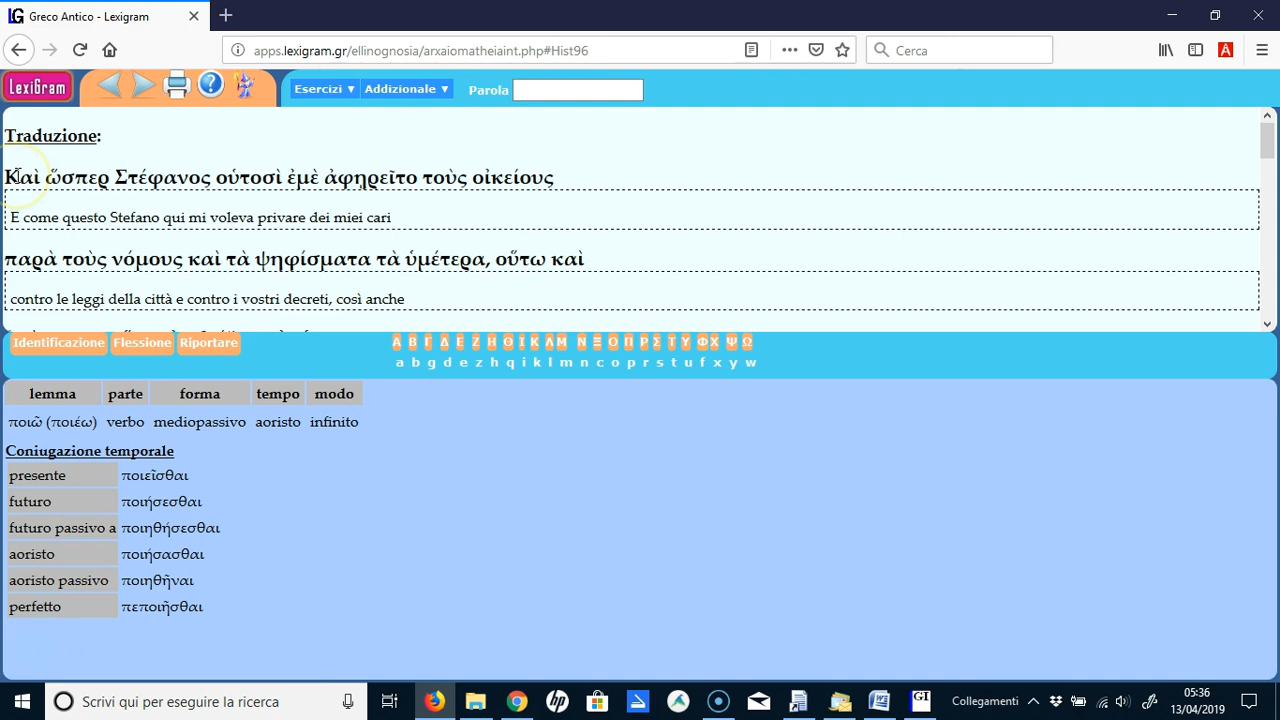 Greco Antico - Lexigram
apps.lexigram.gr/ellinognosia/arxaiomatheiaint.php#Hist96
Cerca
LexiGram
Esercizi ▼ Addizionale ▼ Parola
Traduzione:
Καὶ ὥσπερ Στέφανος οὑτοσὶ ἐμὲ ἀφῃρεῖτο τοὺς οἰκείους
E come questo Stefano qui mi voleva privare dei miei cari
παρὰ τοὺς νόμους καὶ τὰ ψηφίσματα τὰ ὑμέτερα, οὕτω καὶ
contro le leggi della città e contro i vostri decreti, così anche
Identificazione Flessione Riportare
Α Β Γ Δ Ε Ζ Η Θ Ι Κ Λ Μ Ν Ξ Ο Π Ρ Σ Τ Υ Φ Χ Ψ Ω
a b g d e z h q i k l m n c o p r s t u f x y w
lemma parte forma tempo modo
ποιῶ (ποιέω) verbo mediopassivo aoristo infinito
Coniugazione temporale
presente ποιεῖσθαι
futuro ποιήσεσθαι
futuro passivo a ποιηθήσεσθαι
aoristo ποιήσασθαι
aoristo passivo ποιηθῆναι
perfetto πεποιῆσθαι
Scrivi qui per eseguire la ricerca
Collegamenti
05:36
13/04/2019